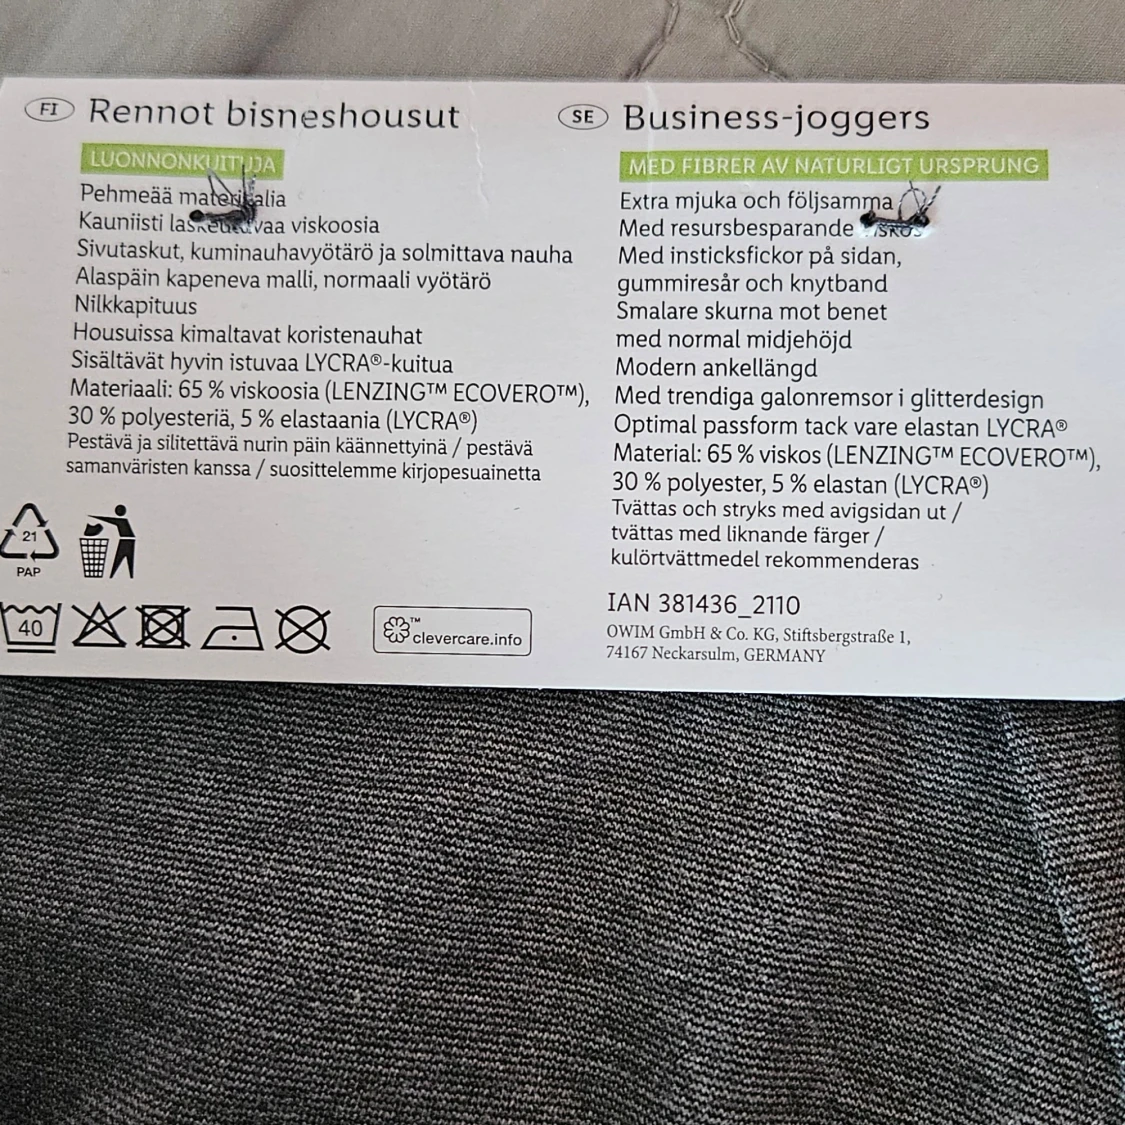 FI Rennot bisneshousut
LUONNONKUITUJA
Pehmeää materiaalia
Kauniisti laskeutuvaa viskoosia
Sivutaskut, kuminauhavyötärö ja solmittava nauha
Alaspäin kapeneva malli, normaali vyötärö
Nilkkapituus
Housuissa kimaltavat koristenauhat
Sisältävät hyvin istuvaa LYCRA®-kuitua
Materiaali: 65 % viskoosia (LENZING™ ECOVERO™),
30 % polyesteriä, 5 % elastaania (LYCRA®)
Pestävä ja silitettävä nurin päin käännettyinä / pestävä
samanväristen kanssa / suosittelemme kirjopesuainetta
21
PAP
40
™
clevercare.info
SE Business-joggers
MED FIBRER AV NATURLIGT URSPRUNG
Extra mjuka och följsamma
Med resursbesparande viskos
Med insticksfickor på sidan,
gummiresår och knytband
Smalare skurna mot benet
med normal midjehöjd
Modern ankellängd
Med trendiga galonremsor i glitterdesign
Optimal passform tack vare elastan LYCRA®
Material: 65 % viskos (LENZING™ ECOVERO™),
30 % polyester, 5 % elastan (LYCRA®)
Tvättas och stryks med avigsidan ut /
tvättas med liknande färger /
kulörtvättmedel rekommenderas
IAN 381436_2110
OWIM GmbH & Co. KG, Stiftsbergstraße 1,
74167 Neckarsulm, GERMANY